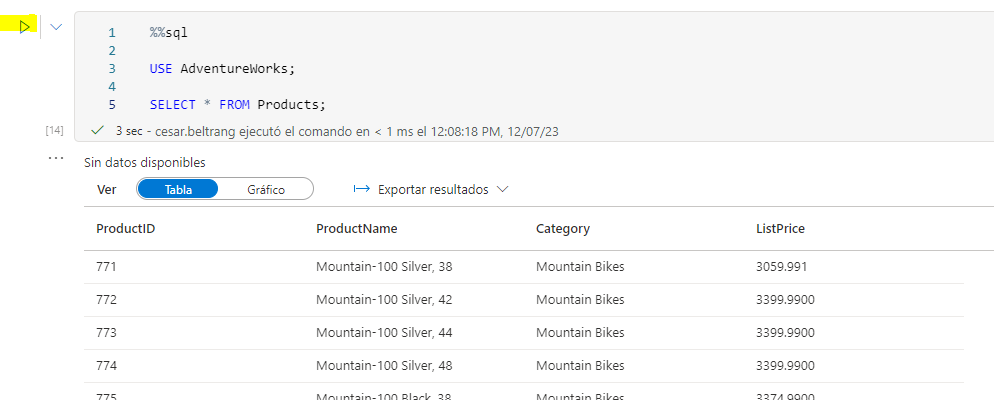 1 %%sql
2
3 USE AdventureWorks;
4
5 SELECT * FROM Products;
[14] 3 sec - cesar.beltrang ejecutó el comando en < 1 ms el 12:08:18 PM, 12/07/23
Sin datos disponibles
Ver Tabla Gráfico Exportar resultados
ProductID ProductName Category ListPrice
771 Mountain-100 Silver, 38 Mountain Bikes 3059.991
772 Mountain-100 Silver, 42 Mountain Bikes 3399.9900
773 Mountain-100 Silver, 44 Mountain Bikes 3399.9900
774 Mountain-100 Silver, 48 Mountain Bikes 3399.9900
775 Mountain-100 Black, 38 Mountain Bikes 3374.9900